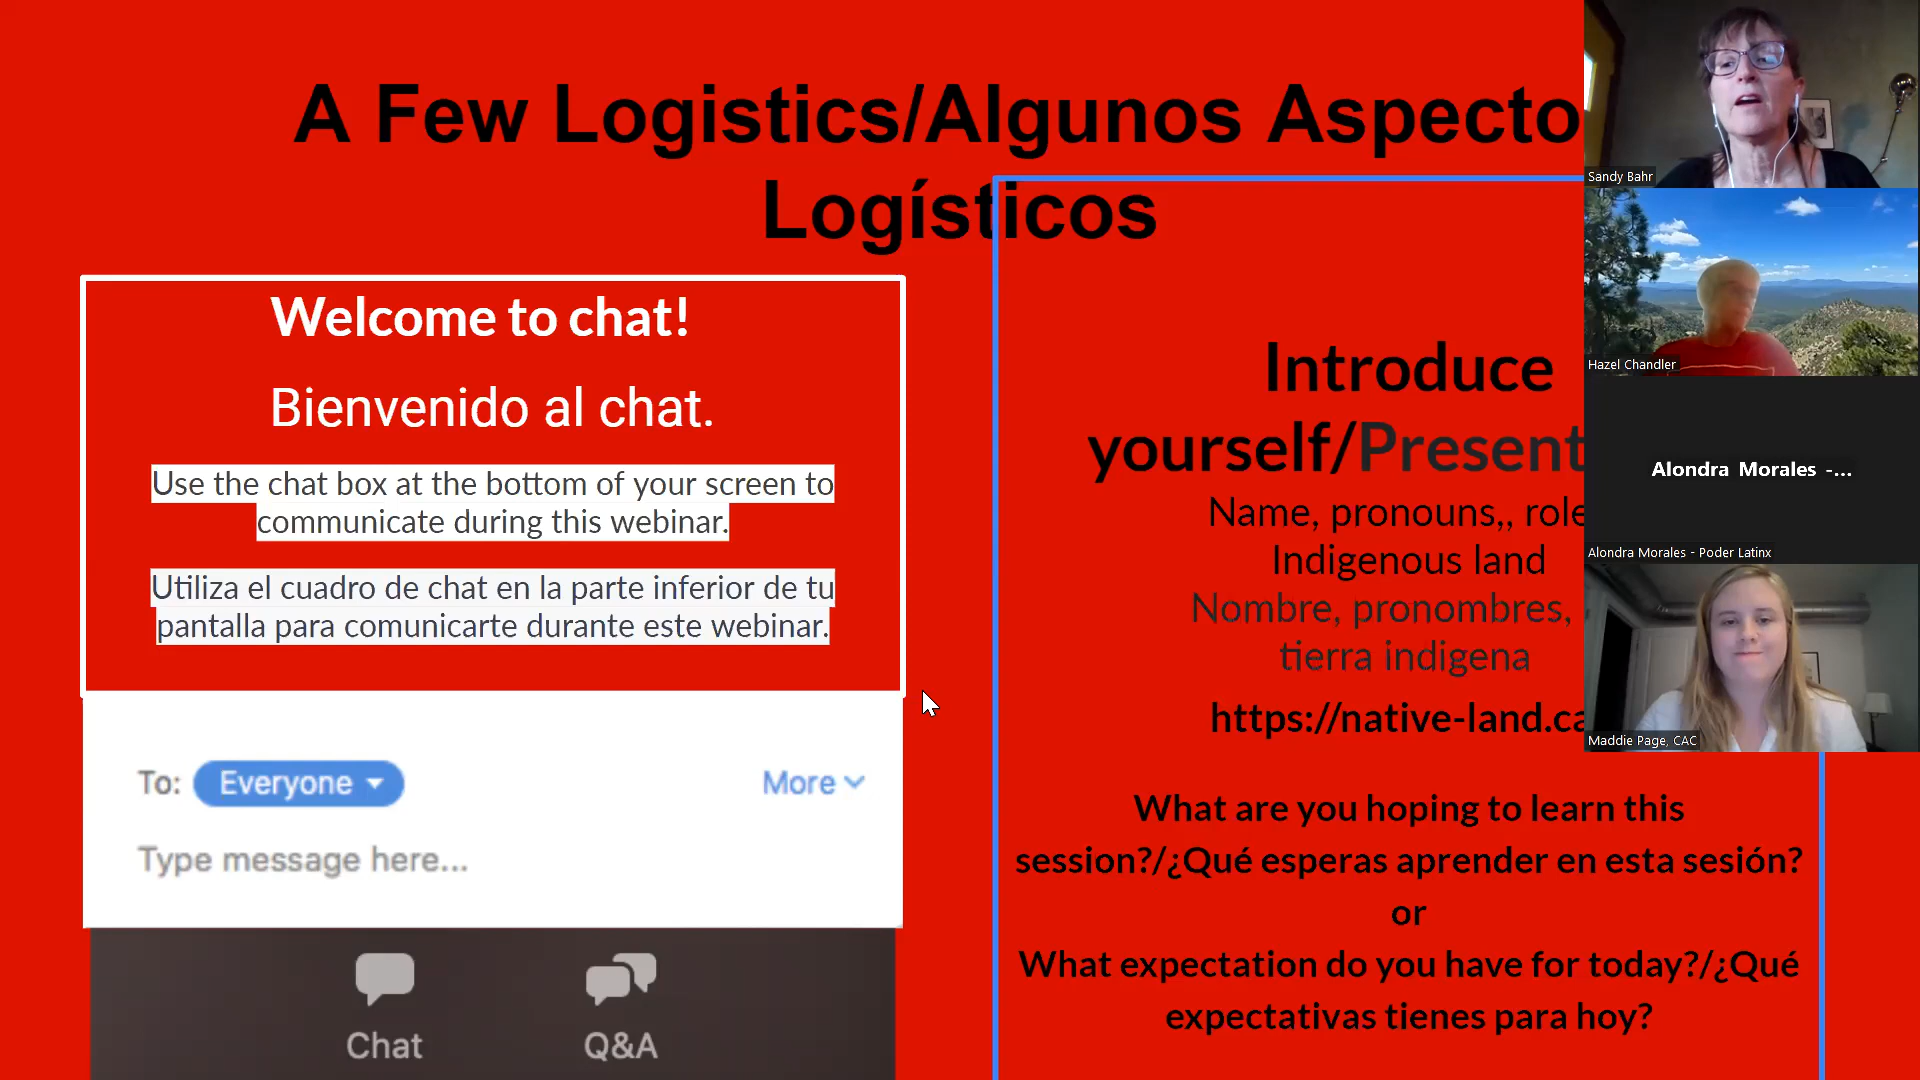 A Few Logistics/Algunos Aspecto
Logísticos
Welcome to chat!
Bienvenido al chat.
Use the chat box at the bottom of your screen to
communicate during this webinar.
Utiliza el cuadro de chat en la parte inferior de tu
pantalla para comunicarte durante este webinar.
To: Everyone More
Type message here...
Chat Q&A
Introduce
yourself/Present
Name, pronouns,, role
Indigenous land
Nombre, pronombres,
tierra indigena
https://native-land.ca
What are you hoping to learn this
session?/¿Qué esperas aprender en esta sesión?
or
What expectation do you have for today?/¿Qué
expectativas tienes para hoy?
Sandy Bahr
Hazel Chandler
Alondra Morales -...
Alondra Morales - Poder Latinx
Maddie Page, CAC